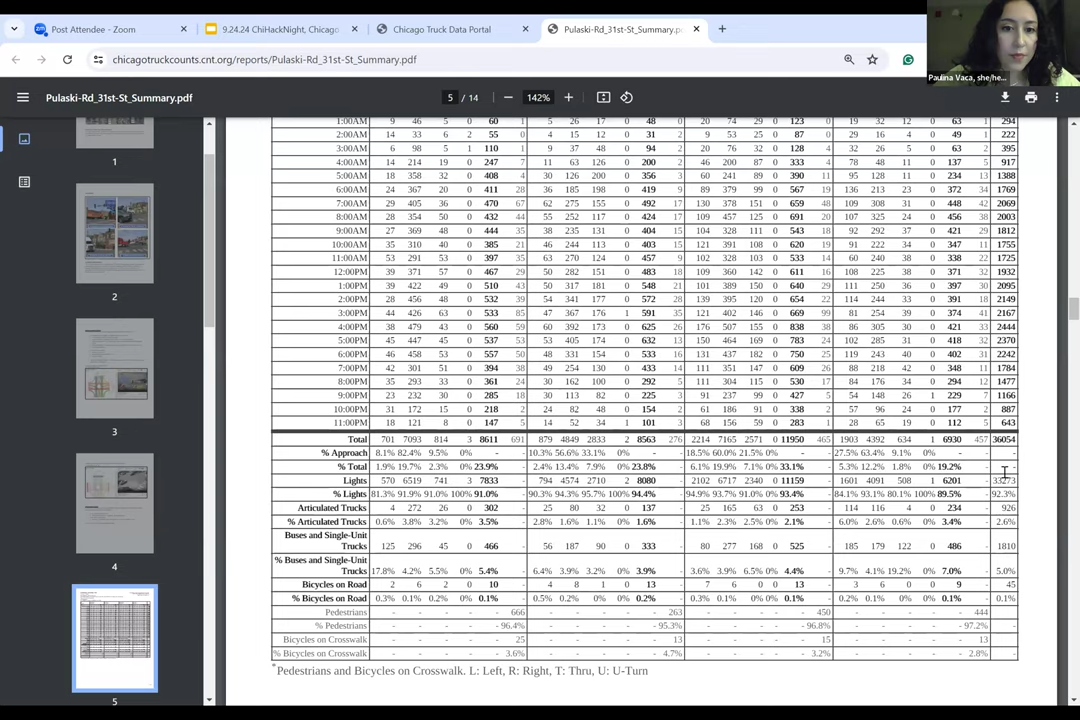 Post Attendee - Zoom
9.24.24 ChiHackNight, Chicago
Chicago Truck Data Portal
Pulaski-Rd_31st-St_Summary.p
chicagotruckcounts.cnt.org/reports/Pulaski-Rd_31st-St_Summary.pdf
Paulina Vaca, she/he...
Pulaski-Rd_31st-St_Summary.pdf
5 / 14
142%
1
2
3
4
5
1:00AM 9 46 5 0 60 1 5 26 17 0 48 0 20 74 29 0 123 0 19 32 12 0 63 1 294
2:00AM 14 33 6 2 55 0 4 15 12 0 31 2 9 53 25 0 87 0 29 16 4 0 49 1 222
3:00AM 6 98 5 1 110 0 9 37 48 0 94 2 20 76 32 0 128 4 32 26 5 0 63 2 395
4:00AM 14 214 19 0 247 7 11 63 126 0 200 2 46 200 87 0 333 4 78 48 11 0 137 5 917
5:00AM 18 358 32 0 408 4 30 126 200 0 356 3 60 241 89 0 390 11 95 128 11 0 234 13 1388
6:00AM 24 367 20 0 411 28 36 185 198 0 419 9 89 379 99 0 567 19 136 213 23 0 372 34 1769
7:00AM 29 405 36 0 470 67 62 275 155 0 492 17 130 378 151 0 659 48 109 308 31 0 448 42 2069
8:00AM 28 354 50 0 432 44 55 252 117 0 424 17 109 457 125 0 691 20 107 325 24 0 456 38 2003
9:00AM 27 369 48 0 444 35 38 235 131 0 404 15 104 328 111 0 543 18 92 292 37 0 421 29 1812
10:00AM 35 310 40 0 385 21 46 244 113 0 403 15 121 391 108 0 620 19 91 222 34 0 347 11 1755
11:00AM 53 291 53 0 397 35 63 270 124 0 457 9 102 328 103 0 533 14 60 240 38 0 338 22 1725
12:00PM 39 371 57 0 467 29 50 282 151 0 483 18 109 360 142 0 611 16 108 225 38 0 371 32 1932
1:00PM 39 422 49 0 510 43 50 317 181 0 548 21 101 389 150 0 640 29 114 253 30 0 397 30 2095
2:00PM 28 456 48 0 532 39 54 341 177 0 572 28 139 395 120 0 654 22 114 244 33 0 391 18 2149
3:00PM 44 426 63 0 533 85 47 367 176 1 591 35 121 402 146 0 669 99 81 254 39 0 374 41 2167
4:00PM 38 479 43 0 560 59 60 392 173 0 625 26 176 507 155 0 838 38 86 305 30 0 421 33 2444
5:00PM 45 447 45 0 537 53 53 405 174 0 632 13 150 464 169 0 783 24 102 285 31 0 418 32 2370
6:00PM 46 458 53 0 557 50 48 331 154 0 533 16 131 437 182 0 750 25 119 243 40 0 402 31 2242
7:00PM 42 301 51 0 394 38 49 254 130 0 433 14 111 351 147 0 609 26 88 218 42 0 348 11 1784
8:00PM 35 293 33 0 361 24 30 162 100 0 292 5 111 304 115 0 530 17 84 176 34 0 294 12 1477
9:00PM 23 232 30 0 285 18 30 113 82 0 225 3 91 237 99 0 427 5 54 148 26 1 229 7 1166
10:00PM 31 172 15 0 218 2 24 82 48 0 154 2 61 186 91 0 338 2 57 96 24 0 177 2 887
11:00PM 18 121 8 0 147 5 14 52 34 1 101 3 68 156 59 0 283 1 28 65 19 0 112 5 643
Total 701 7093 814 3 8611 691 879 4849 2833 2 8563 276 2214 7165 2571 0 11950 465 1903 4392 634 1 6930 457 36054
% Approach 8.1% 82.4% 9.5% 0% - - 10.3% 56.6% 33.1% 0% - - 18.5% 60.0% 21.5% 0% - - 27.5% 63.4% 9.1% 0% - - -
% Total 1.9% 19.7% 2.3% 0% 23.9% - 2.4% 13.4% 7.9% 0% 23.8% - 6.1% 19.9% 7.1% 0% 33.1% - 5.3% 12.2% 1.8% 0% 19.2% - -
Lights 570 6519 741 3 7833 - 794 4574 2710 2 8080 - 2102 6717 2340 0 11159 - 1601 4091 508 1 6201 - 33273
% Lights 81.3% 91.9% 91.0% 100% 91.0% - 90.3% 94.3% 95.7% 100% 94.4% - 94.9% 93.7% 91.0% 0% 93.4% - 84.1% 93.1% 80.1% 100% 89.5% - 92.3%
Articulated Trucks 4 272 26 0 302 - 25 80 32 0 137 - 25 165 63 0 253 - 114 116 4 0 234 - 926
% Articulated Trucks 0.6% 3.8% 3.2% 0% 3.5% - 2.8% 1.6% 1.1% 0% 1.6% - 1.1% 2.3% 2.5% 0% 2.1% - 6.0% 2.6% 0.6% 0% 3.4% - 2.6%
Buses and Single-Unit
Trucks 125 296 45 0 466 - 56 187 90 0 333 - 80 277 168 0 525 - 185 179 122 0 486 - 1810
% Buses and Single-Unit
Trucks 17.8% 4.2% 5.5% 0% 5.4% - 6.4% 3.9% 3.2% 0% 3.9% - 3.6% 3.9% 6.5% 0% 4.4% - 9.7% 4.1% 19.2% 0% 7.0% - 5.0%
Bicycles on Road 2 6 2 0 10 - 4 8 1 0 13 - 7 6 0 0 13 - 3 6 0 0 9 - 45
% Bicycles on Road 0.3% 0.1% 0.2% 0% 0.1% - 0.5% 0.2% 0% 0% 0.2% - 0.3% 0.1% 0% 0% 0.1% - 0.2% 0.1% 0% 0% 0.1% - 0.1%
Pedestrians - - - - - 666 - - - - - 263 - - - - - 450 - - - - - 444
% Pedestrians - - - - - 96.4% - - - - - 95.3% - - - - - 96.8% - - - - - 97.2% -
Bicycles on Crosswalk - - - - - 25 - - - - - 13 - - - - - 15 - - - - - 13
% Bicycles on Crosswalk - - - - - 3.6% - - - - - 4.7% - - - - - 3.2% - - - - - 2.8% -
*Pedestrians and Bicycles on Crosswalk. L: Left, R: Right, T: Thru, U: U-Turn